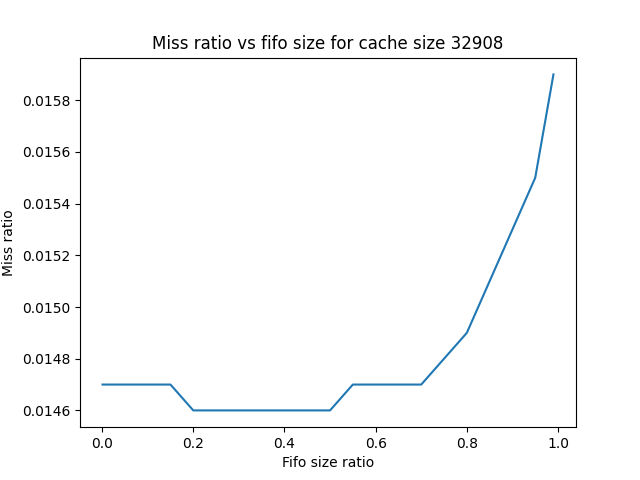 Miss ratio vs fifo size for cache size 32908
Miss ratio
0.0158
0.0156
0.0154
0.0152
0.0150
0.0148
0.0146
0.0 0.2 0.4 0.6 0.8 1.0
Fifo size ratio